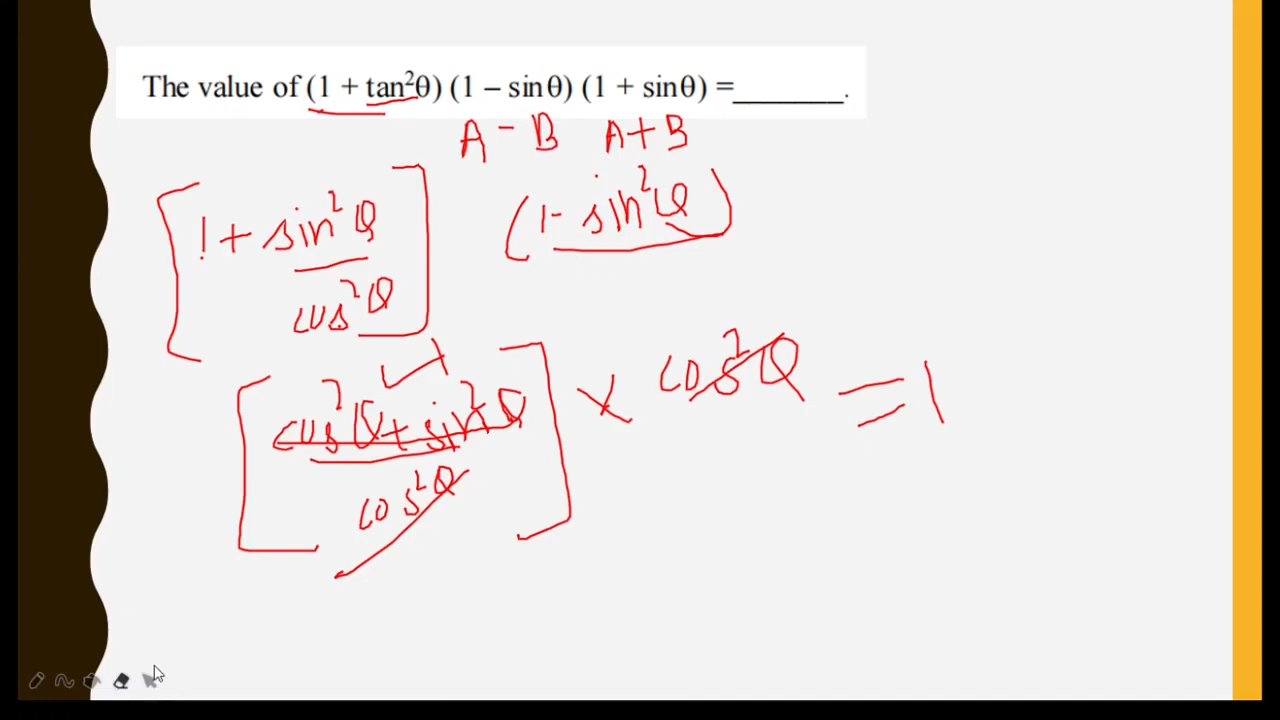 The value of (1 + tan²θ) (1 – sinθ) (1 + sinθ) =________.
A - B A + B
[1 + sin²θ / cos²θ] (1 - sin²θ)
[cos²θ + sin²θ / cos²θ] × cos²θ = 1
1